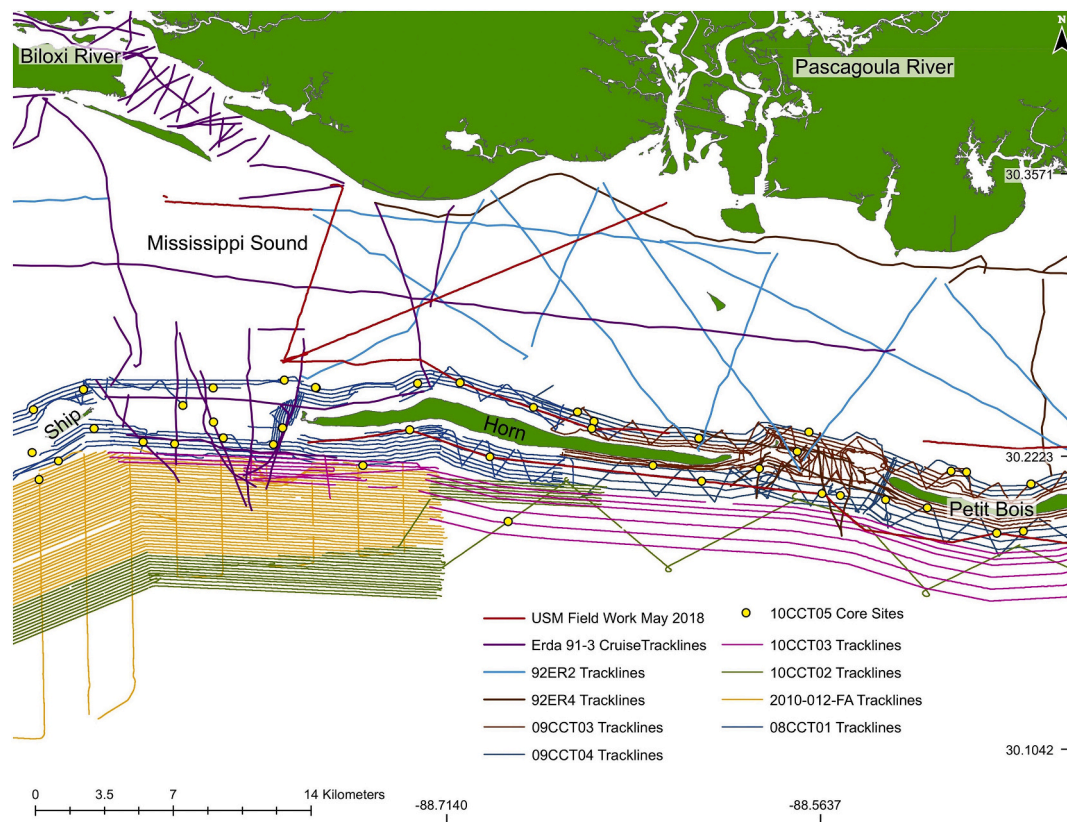 N
Biloxi River
Pascagoula River
30.3571
Mississippi Sound
Ship
Horn
30.2223
Petit Bois
USM Field Work May 2018
Erda 91-3 CruiseTracklines
92ER2 Tracklines
92ER4 Tracklines
09CCT03 Tracklines
09CCT04 Tracklines
10CCT05 Core Sites
10CCT03 Tracklines
10CCT02 Tracklines
2010-012-FA Tracklines
08CCT01 Tracklines
30.1042
0 3.5 7 14 Kilometers
-88.7140
-88.5637